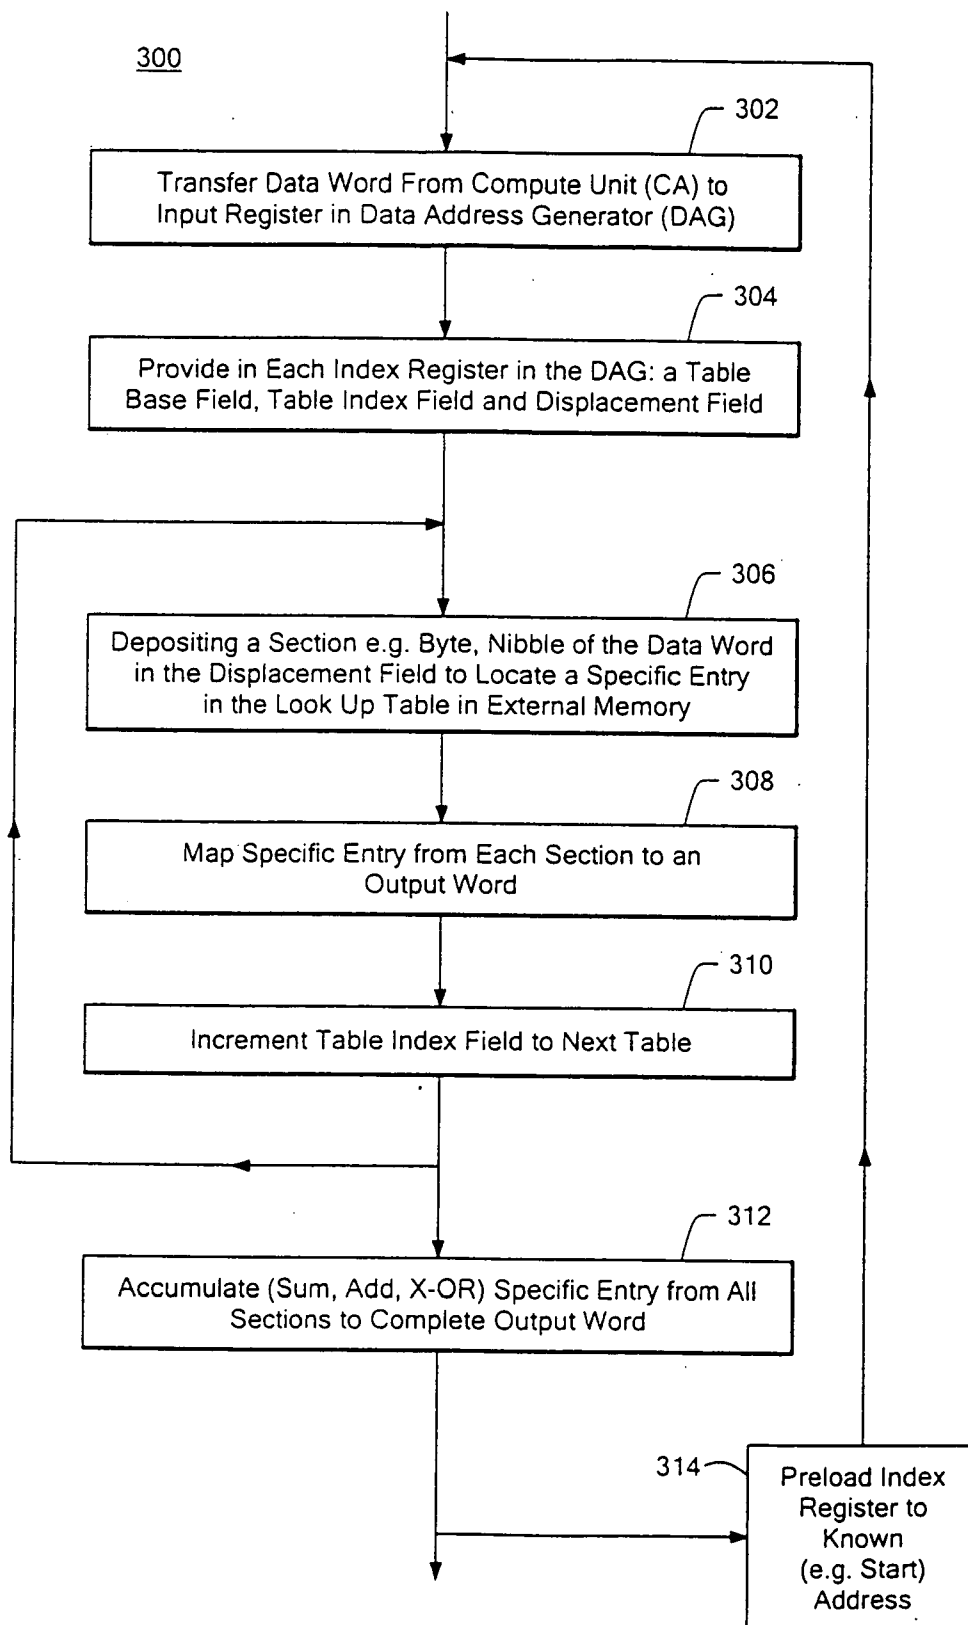 300
302
Transfer Data Word From Compute Unit (CA) to
Input Register in Data Address Generator (DAG)
304
Provide in Each Index Register in the DAG: a Table
Base Field, Table Index Field and Displacement Field
306
Depositing a Section e.g. Byte, Nibble of the Data Word
in the Displacement Field to Locate a Specific Entry
in the Look Up Table in External Memory
308
Map Specific Entry from Each Section to an
Output Word
310
Increment Table Index Field to Next Table
312
Accumulate (Sum, Add, X-OR) Specific Entry from All
Sections to Complete Output Word
314
Preload Index
Register to
Known
(e.g. Start)
Address